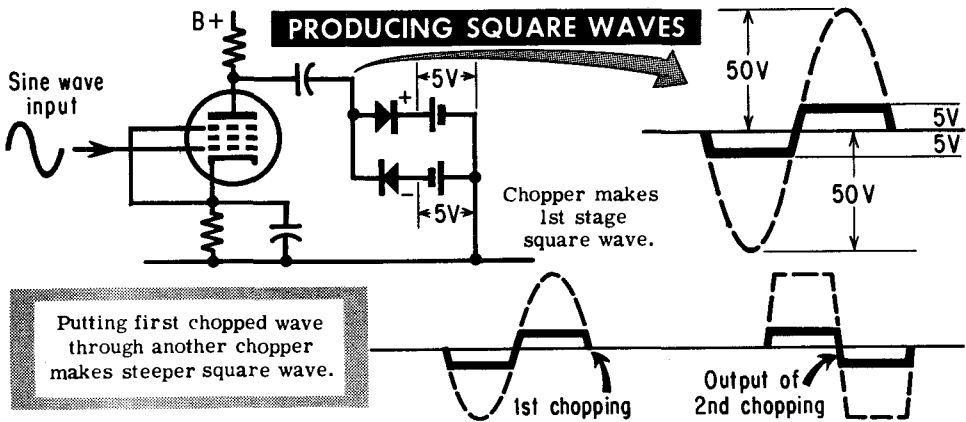 B+
PRODUCING SQUARE WAVES
Sine wave
input
+
5V
-
5V
Chopper makes
1st stage
square wave.
50V
5V
5V
50V
Putting first chopped wave
through another chopper
makes steeper square wave.
1st chopping
Output of
2nd chopping